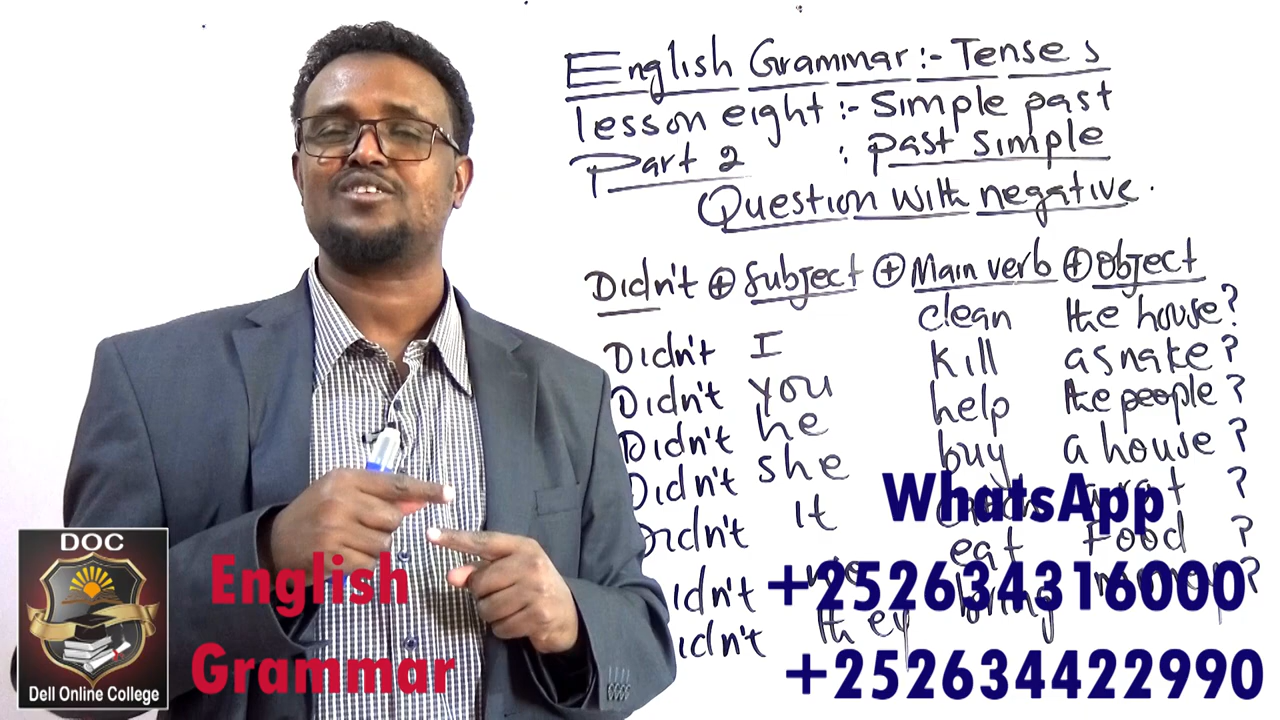 English Grammar:- Tenses
lesson eight :- Simple past
Part 2 : past simple
Question with negative.
Didn't + Subject + Main verb + Object
Didn't I clean the house?
Didn't you kill a snake?
Didn't he help the people?
Didn't she buy a house?
Didn't it ?
idn't eat Food ?
idn't they bring ?
WhatsApp
+252634316000
+252634422990
DOC
Dell Online College
English
Grammar